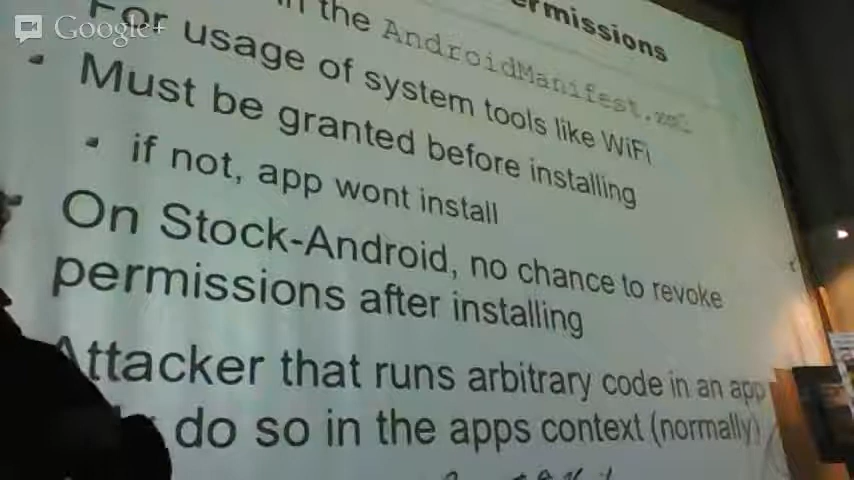 Google+
permissions
in the AndroidManifest.xml
For usage of system tools like WiFi
Must be granted before installing
if not, app wont install
On Stock-Android, no chance to revoke
permissions after installing
Attacker that runs arbitrary code in an app
do so in the apps context (normally)